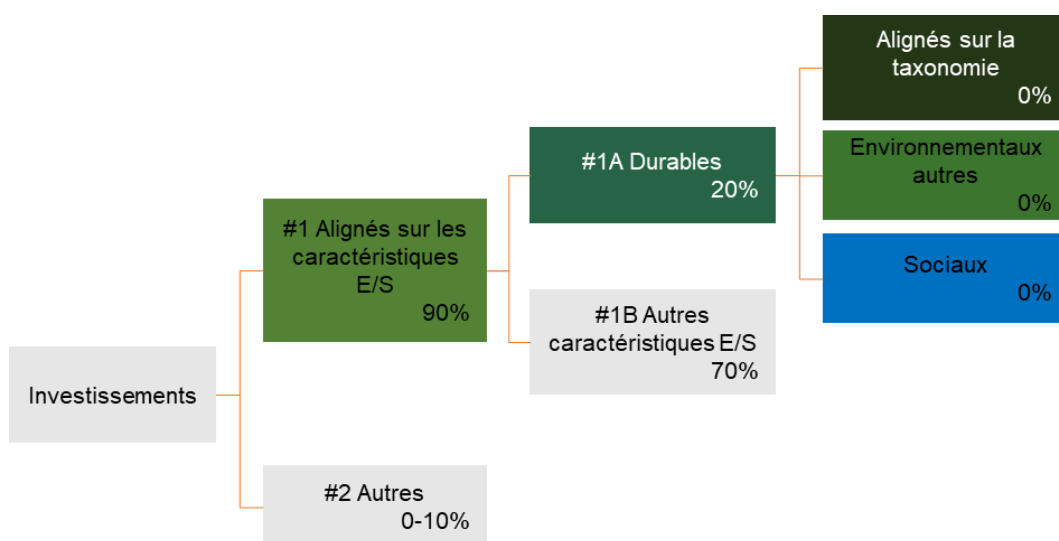 Investissements
#1 Alignés sur les
caractéristiques
E/S
90%
#2 Autres
0-10%
#1A Durables
20%
#1B Autres
caractéristiques E/S
70%
Alignés sur la
taxonomie
0%
Environnementaux
autres
0%
Sociaux
0%